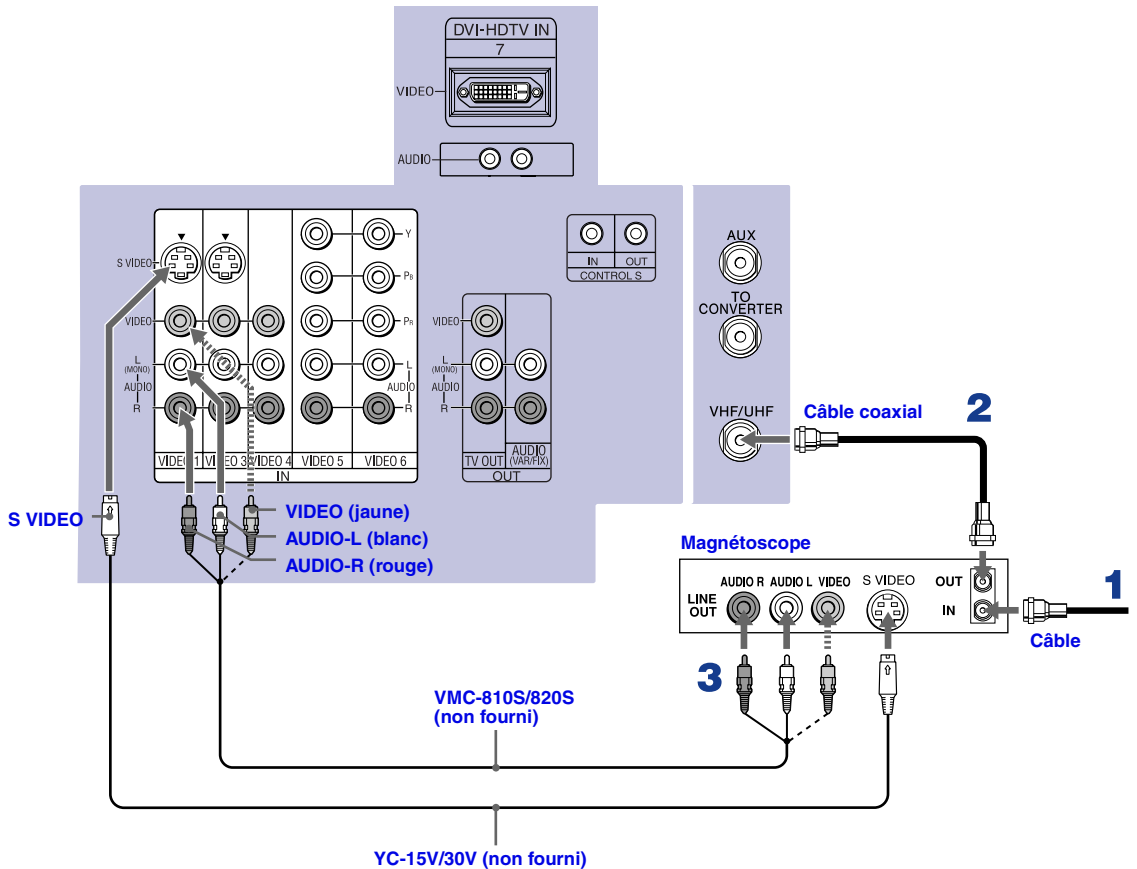 DVI-HDTV IN
7
VIDEO
AUDIO
S VIDEO
VIDEO
L
(MONO)
AUDIO
R
Y
PB
PR
L
AUDIO
R
VIDEO 1 VIDEO 3 VIDEO 4 VIDEO 5 VIDEO 6
IN
IN OUT
CONTROL S
VIDEO
L
(MONO)
AUDIO
R
TV OUT
AUDIO
(VAR/FIX)
OUT
AUX
TO
CONVERTER
VHF/UHF
Câble coaxial
2
S VIDEO
VIDEO (jaune)
AUDIO-L (blanc)
AUDIO-R (rouge)
Magnétoscope
LINE
OUT
AUDIO R AUDIO L VIDEO S VIDEO
OUT
IN
1
Câble
3
VMC-810S/820S
(non fourni)
YC-15V/30V (non fourni)